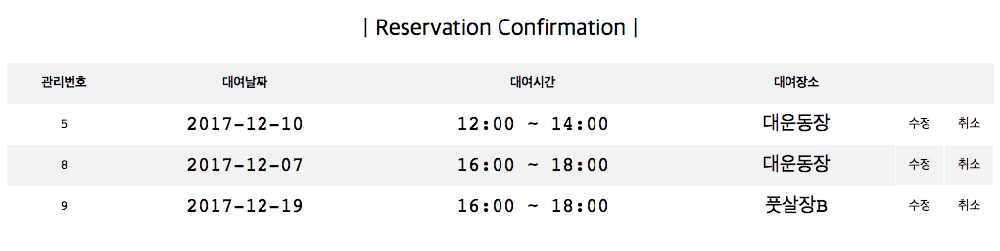 | Reservation Confirmation |
관리번호 대여날짜 대여시간 대여장소
5 2017-12-10 12:00 ~ 14:00 대운동장 수정 취소
8 2017-12-07 16:00 ~ 18:00 대운동장 수정 취소
9 2017-12-19 16:00 ~ 18:00 풋살장B 수정 취소